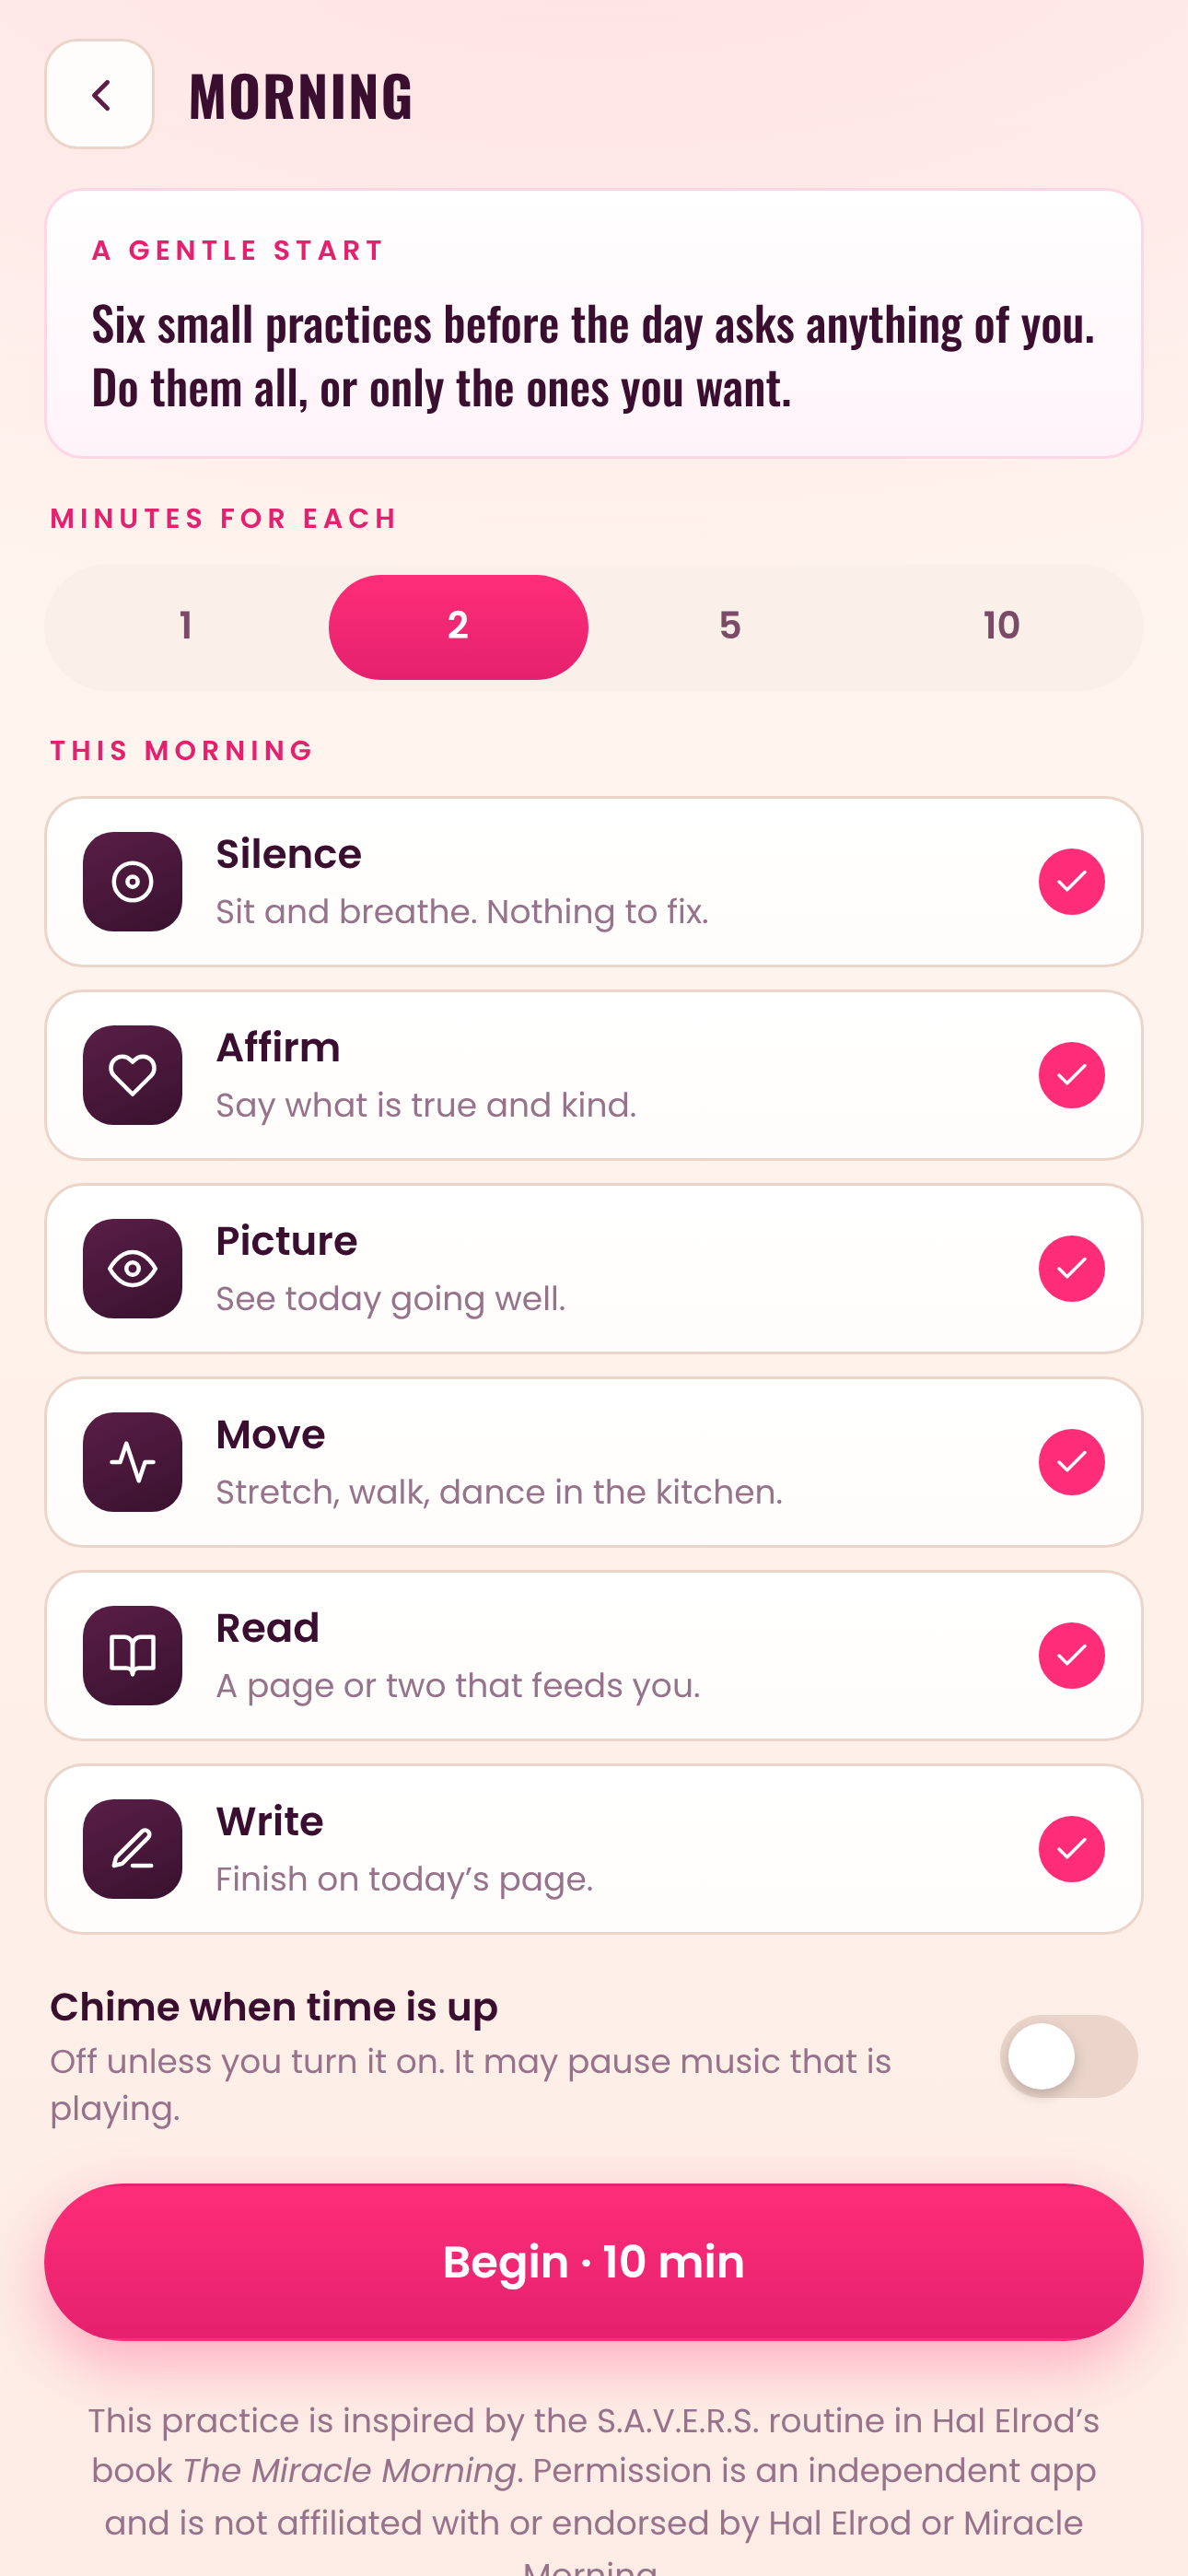 MORNING
A GENTLE START
Six small practices before the day asks anything of you.
Do them all, or only the ones you want.
MINUTES FOR EACH
1 2 5 10
THIS MORNING
Silence
Sit and breathe. Nothing to fix.
Affirm
Say what is true and kind.
Picture
See today going well.
Move
Stretch, walk, dance in the kitchen.
Read
A page or two that feeds you.
Write
Finish on today’s page.
Chime when time is up
Off unless you turn it on. It may pause music that is
playing.
Begin · 10 min
This practice is inspired by the S.A.V.E.R.S. routine in Hal Elrod’s
book The Miracle Morning. Permission is an independent app
and is not affiliated with or endorsed by Hal Elrod or Miracle
Morning